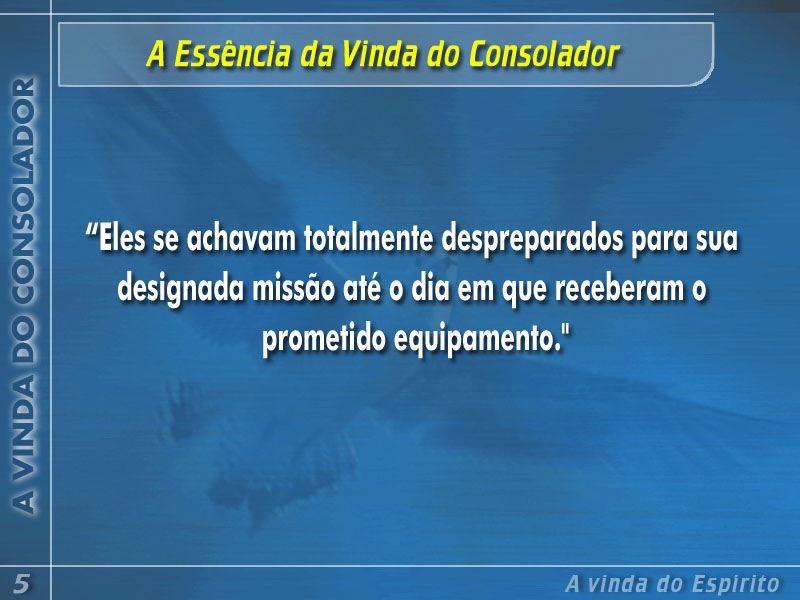 A Essência da Vinda do Consolador
A VINDA DO CONSOLADOR
“Eles se achavam totalmente despreparados para sua
designada missão até o dia em que receberam o
prometido equipamento."
5
A vinda do Espírito